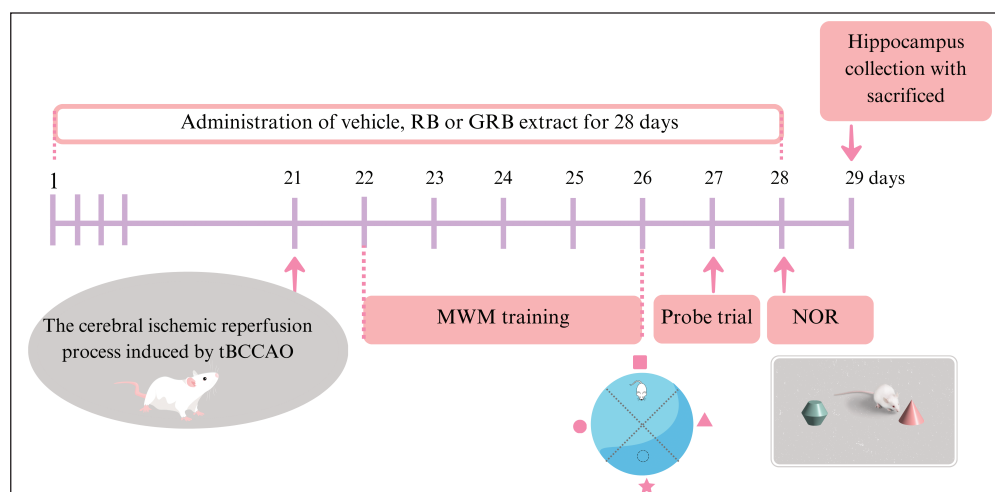 Hippocampus
collection with
sacrificed
Administration of vehicle, RB or GRB extract for 28 days
1 21 22 23 24 25 26 27 28 29 days
The cerebral ischemic reperfusion
process induced by tBCCAO
MWM training
Probe trial
NOR